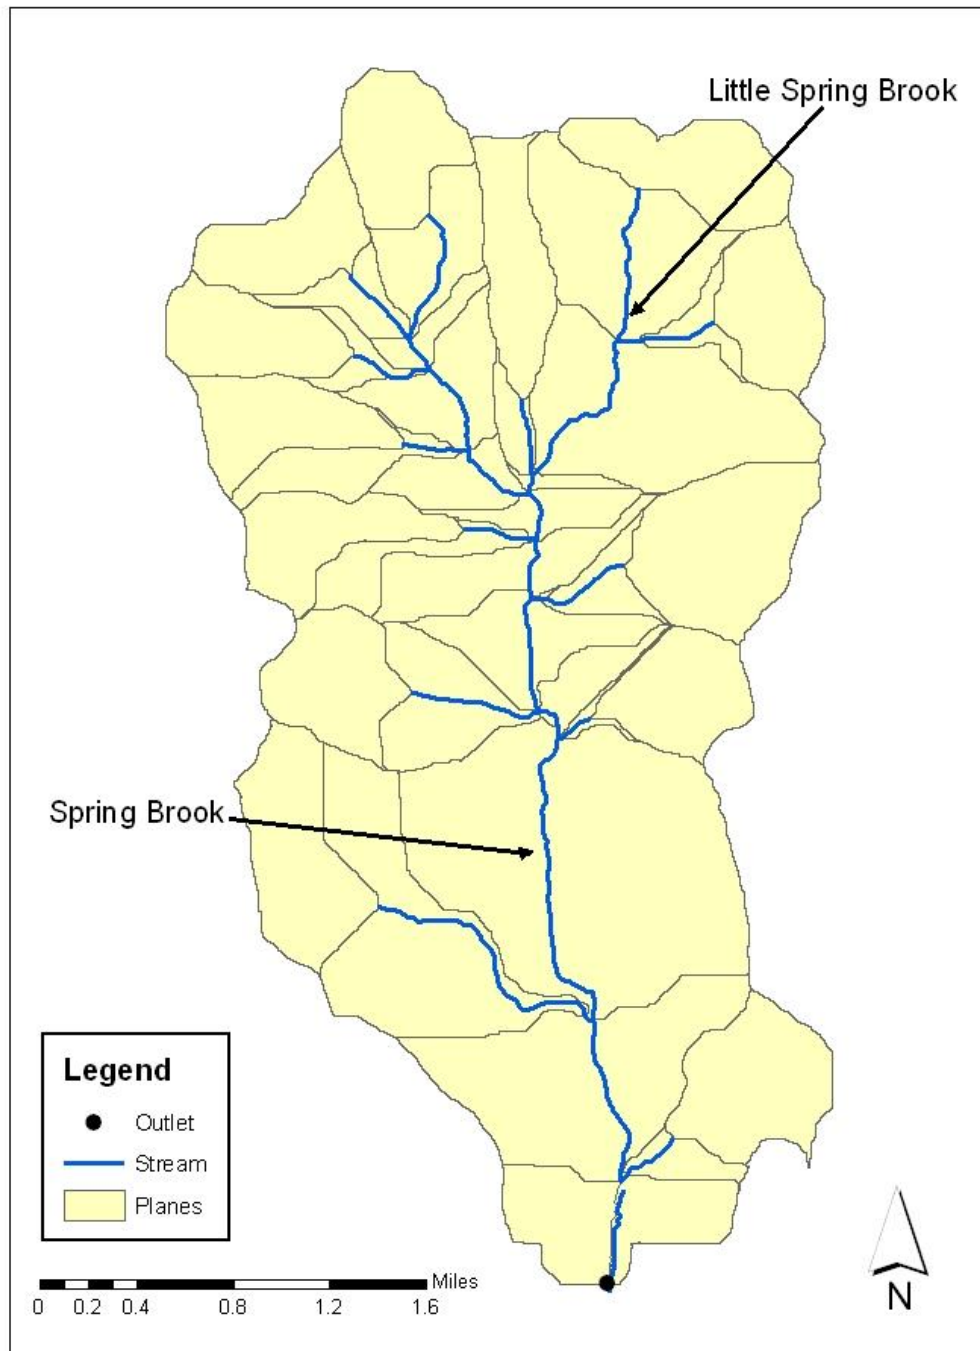 Little Spring Brook
Spring Brook
Legend
Outlet
Stream
Planes
Miles
0 0.2 0.4 0.8 1.2 1.6
N